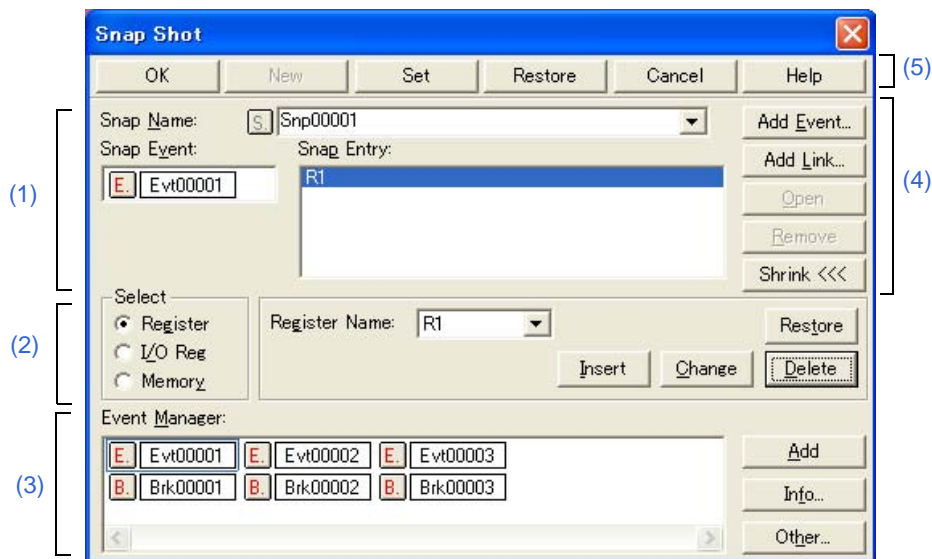 Snap Shot
OK New Set Restore Cancel Help (5)
Snap Name: S. Snp00001 Add Event...
Snap Event: Snap Entry: Add Link...
E. Evt00001 R1 (4)
(1) Open
Remove
Shrink <<<
Select
Register Register Name: R1 Restore
(2) I/O Reg
Memory Insert Change Delete
Event Manager:
E. Evt00001 E. Evt00002 E. Evt00003 Add
(3) B. Brk00001 B. Brk00002 B. Brk00003 Info...
Other...